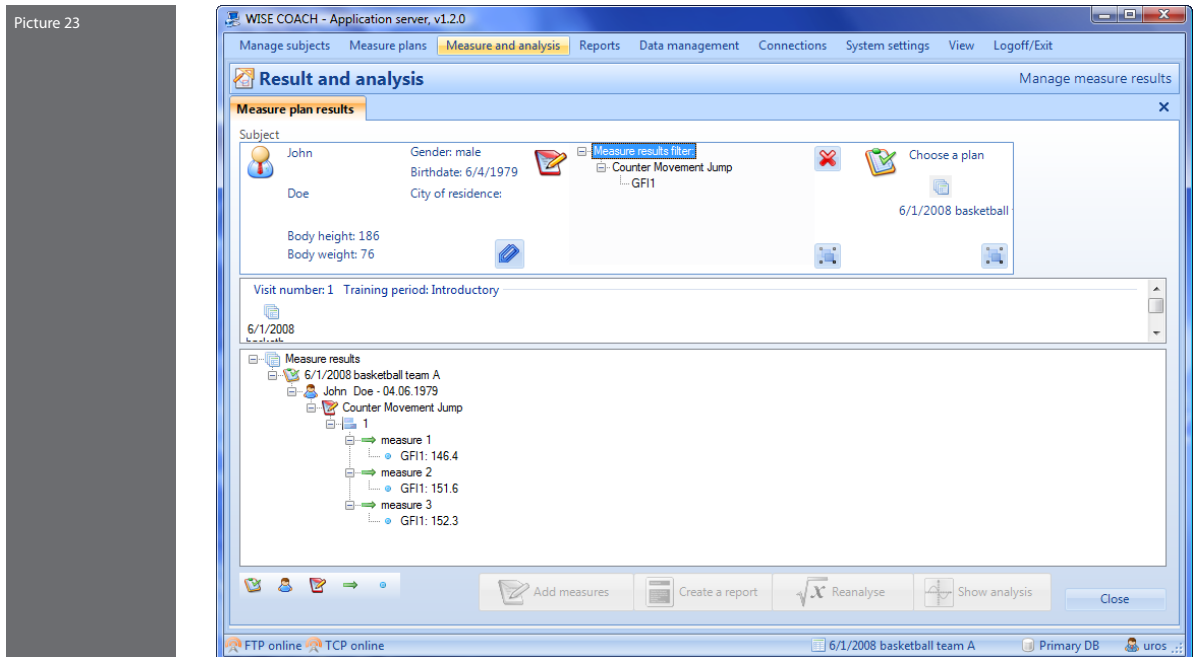 Picture 23
WISE COACH - Application server, v1.2.0
Manage subjects Measure plans Measure and analysis Reports Data management Connections System settings View Logoff/Exit
Result and analysis
Manage measure results
Measure plan results
Subject
John
Doe
Body height: 186
Body weight: 76
Gender: male
Birthdate: 6/4/1979
City of residence:
Measure results filter:
Counter Movement Jump
GFI1
Choose a plan
6/1/2008 basketball
Visit number: 1 Training period: Introductory
6/1/2008
Measure results
6/1/2008 basketball team A
John Doe - 04.06.1979
Counter Movement Jump
1
measure 1
GFI1: 146.4
measure 2
GFI1: 151.6
measure 3
GFI1: 152.3
Add measures
Create a report
√x Reanalyse
Show analysis
Close
FTP online TCP online
6/1/2008 basketball team A
Primary DB
uros